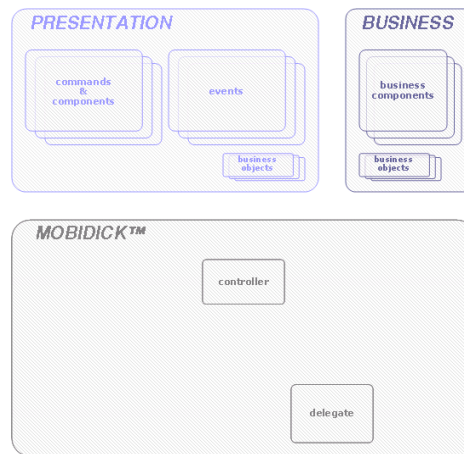 PRESENTATION
BUSINESS
commands
&
components
events
business
components
business
objects
business
objects
MOBIDICK™
controller
delegate